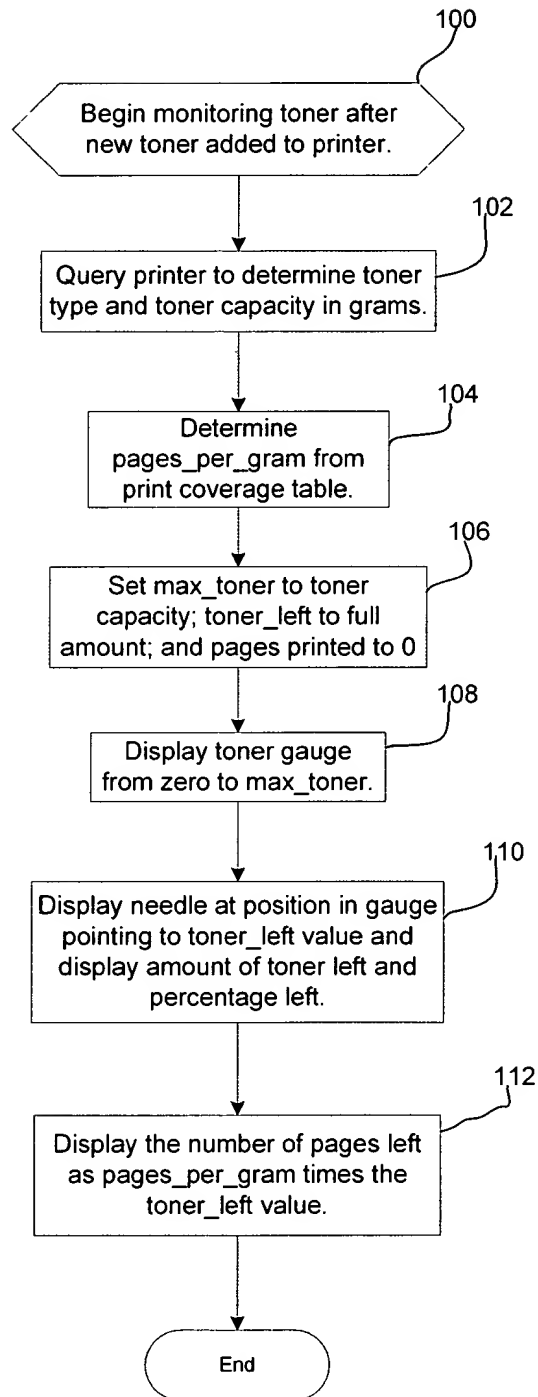 100
Begin monitoring toner after
new toner added to printer.
102
Query printer to determine toner
type and toner capacity in grams.
104
Determine
pages_per_gram from
print coverage table.
106
Set max_toner to toner
capacity; toner_left to full
amount; and pages printed to 0
108
Display toner gauge
from zero to max_toner.
110
Display needle at position in gauge
pointing to toner_left value and
display amount of toner left and
percentage left.
112
Display the number of pages left
as pages_per_gram times the
toner_left value.
End